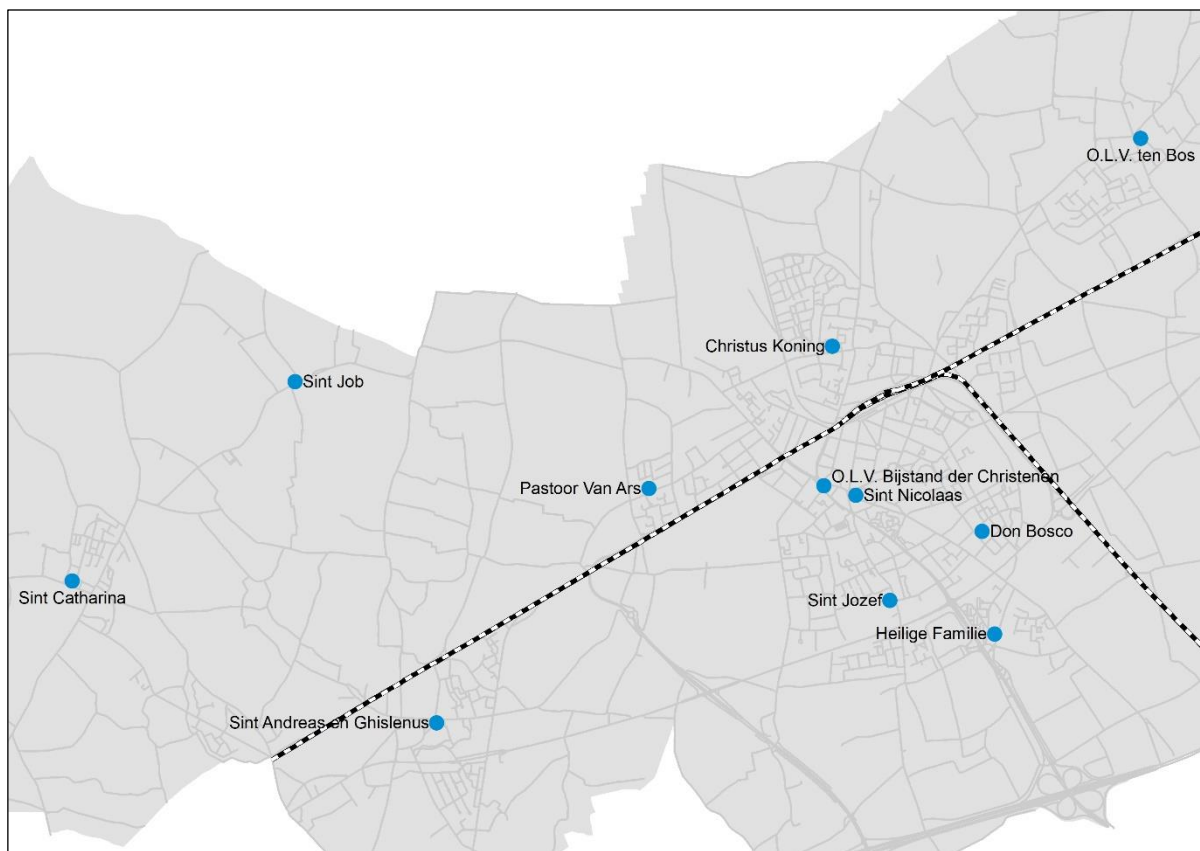 O.L.V. ten Bos
Christus Koning
Sint Job
O.L.V. Bijstand der Christenen
Pastoor Van Ars
Sint Nicolaas
Don Bosco
Sint Catharina
Sint Jozef
Heilige Familie
Sint Andreas en Ghislenus